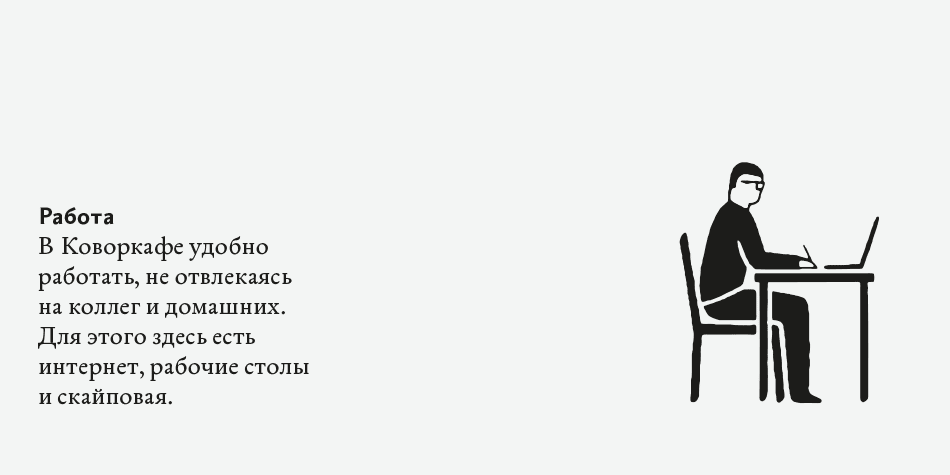 Работа
В Коворкафе удобно
работать, не отвлекаясь
на коллег и домашних.
Для этого здесь есть
интернет, рабочие столы
и скайповая.